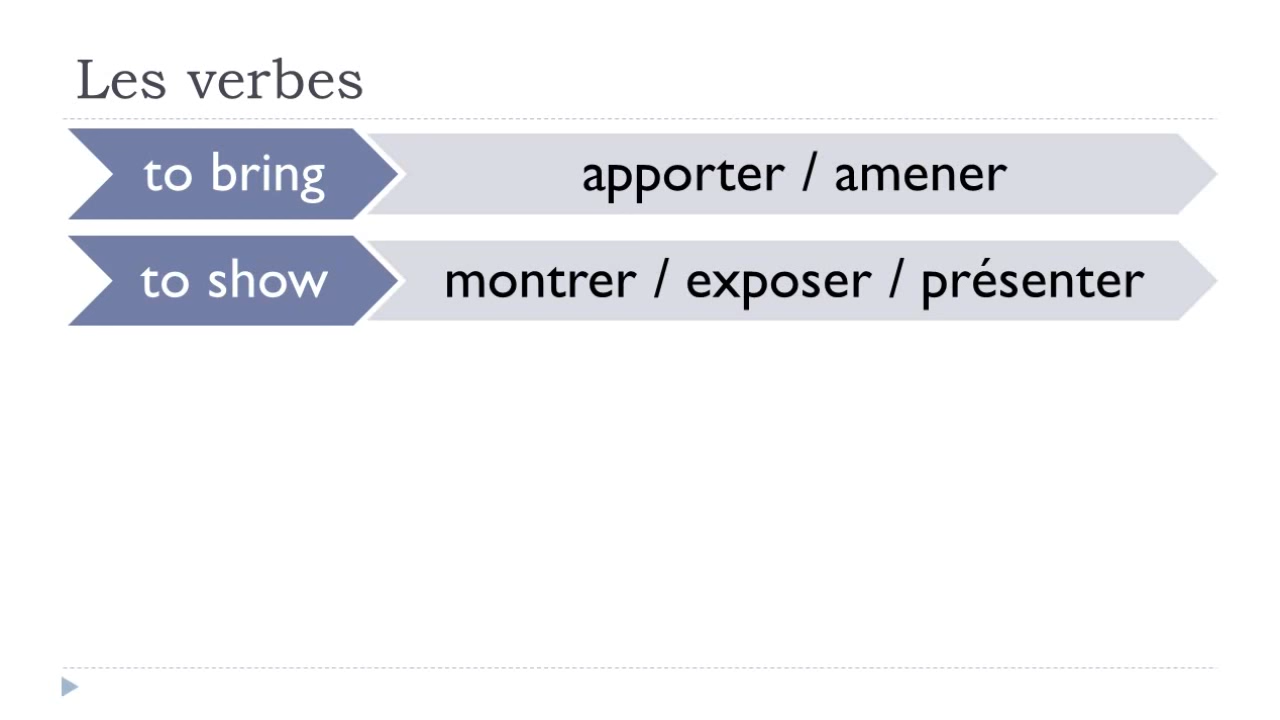 Les verbes
to bring
apporter / amener
to show
montrer / exposer / présenter